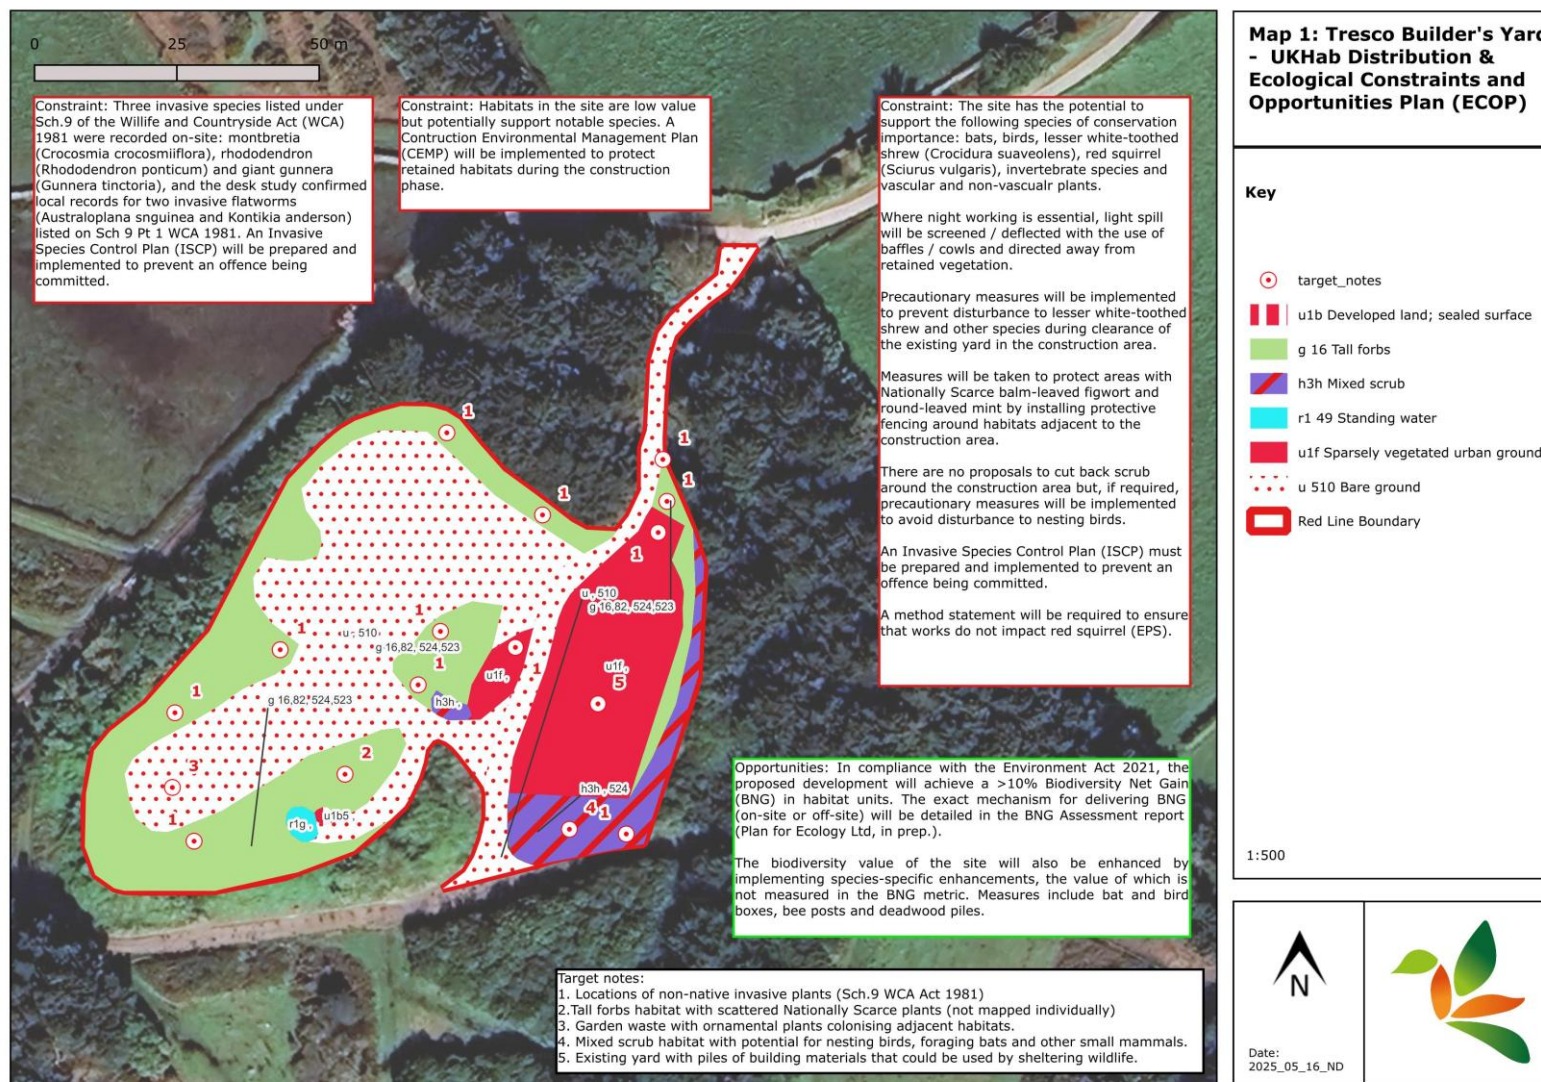 0 25 50 m
Constraint: Three invasive species listed under
Sch.9 of the Willife and Countryside Act (WCA)
1981 were recorded on-site: montbretia
(Crocosmia crocosmiiflora), rhododendron
(Rhododendron ponticum) and giant gunnera
(Gunnera tinctoria), and the desk study confirmed
local records for two invasive flatworms
(Australoplana snguinea and Kontikia anderson)
listed on Sch 9 Pt 1 WCA 1981. An Invasive
Species Control Plan (ISCP) will be prepared and
implemented to prevent an offence being
committed.
Constraint: Habitats in the site are low value
but potentially support notable species. A
Contruction Environmental Management Plan
(CEMP) will be implemented to protect
retained habitats during the construction
phase.
Constraint: The site has the potential to
support the following species of conservation
importance: bats, birds, lesser white-toothed
shrew (Crocidura suaveolens), red squirrel
(Sciurus vulgaris), invertebrate species and
vascular and non-vascualr plants.
Where night working is essential, light spill
will be screened / deflected with the use of
baffles / cowls and directed away from
retained vegetation.
Precautionary measures will be implemented
to prevent disturbance to lesser white-toothed
shrew and other species during clearance of
the existing yard in the construction area.
Measures will be taken to protect areas with
Nationally Scarce balm-leaved figwort and
round-leaved mint by installing protective
fencing around habitats adjacent to the
construction area.
There are no proposals to cut back scrub
around the construction area but, if required,
precautionary measures will be implemented
to avoid disturbance to nesting birds.
An Invasive Species Control Plan (ISCP) must
be prepared and implemented to prevent an
offence being committed.
A method statement will be required to ensure
that works do not impact red squirrel (EPS).
1
1
1
1
1
u , 510
g 16,82, 524,523
1
1
u , 510
g 16,82, 524,523
1
u1f ,
1
u1f ,
5
1
h3h ,
g 16,82, 524,523
2
3
h3h , 524
4 1
1
r1g ,
u1b5 ,
Opportunities: In compliance with the Environment Act 2021, the
proposed development will achieve a >10% Biodiversity Net Gain
(BNG) in habitat units. The exact mechanism for delivering BNG
(on-site or off-site) will be detailed in the BNG Assessment report
(Plan for Ecology Ltd, in prep.).
The biodiversity value of the site will also be enhanced by
implementing species-specific enhancements, the value of which is
not measured in the BNG metric. Measures include bat and bird
boxes, bee posts and deadwood piles.
Target notes:
1. Locations of non-native invasive plants (Sch.9 WCA Act 1981)
2.Tall forbs habitat with scattered Nationally Scarce plants (not mapped individually)
3. Garden waste with ornamental plants colonising adjacent habitats.
4. Mixed scrub habitat with potential for nesting birds, foraging bats and other small mammals.
5. Existing yard with piles of building materials that could be used by sheltering wildlife.
Map 1: Tresco Builder's Yard
- UKHab Distribution &
Ecological Constraints and
Opportunities Plan (ECOP)
Key
target_notes
u1b Developed land; sealed surface
g 16 Tall forbs
h3h Mixed scrub
r1 49 Standing water
u1f Sparsely vegetated urban ground
u 510 Bare ground
Red Line Boundary
1:500
N
Date:
2025_05_16_ND